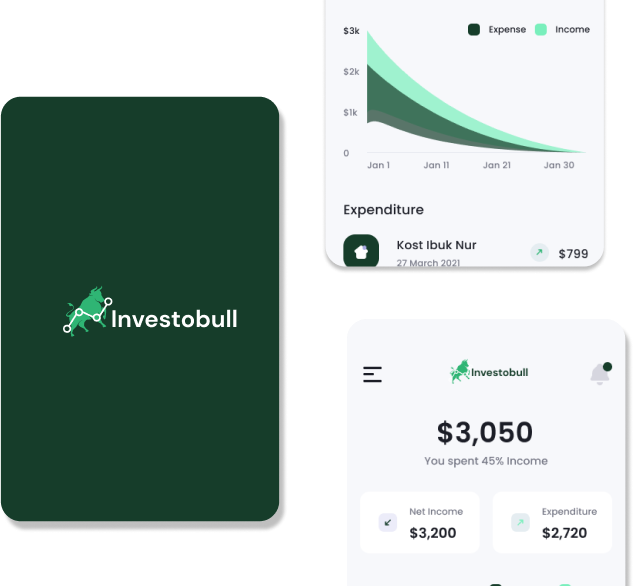 Investobull
$3k
Expense
Income
$2k
$1k
0
Jan 1
Jan 11
Jan 21
Jan 30
Expenditure
Kost Ibuk Nur
27 March 2021
$799
Investobull
$3,050
You spent 45% Income
Net Income
$3,200
Expenditure
$2,720